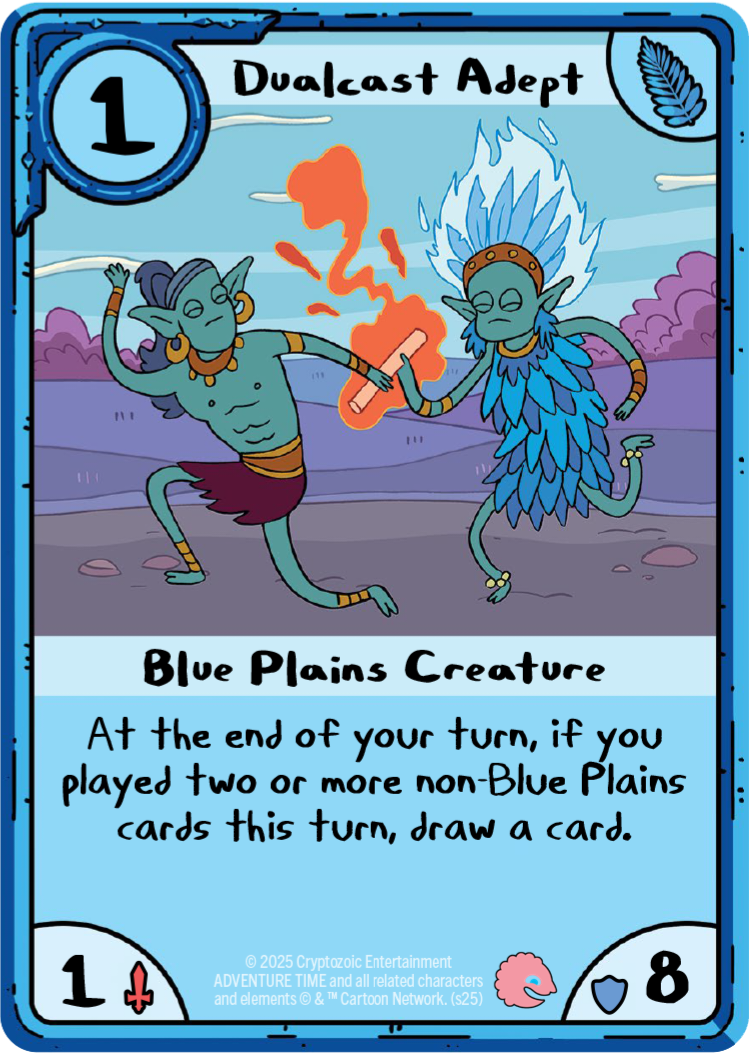 1
Dualcast Adept
Blue Plains Creature
At the end of your turn, if you
played two or more non-Blue Plains
cards this turn, draw a card.
1
© 2025 Cryptozoic Entertainment
ADVENTURE TIME and all related characters
and elements © & ™ Cartoon Network. (s25)
8